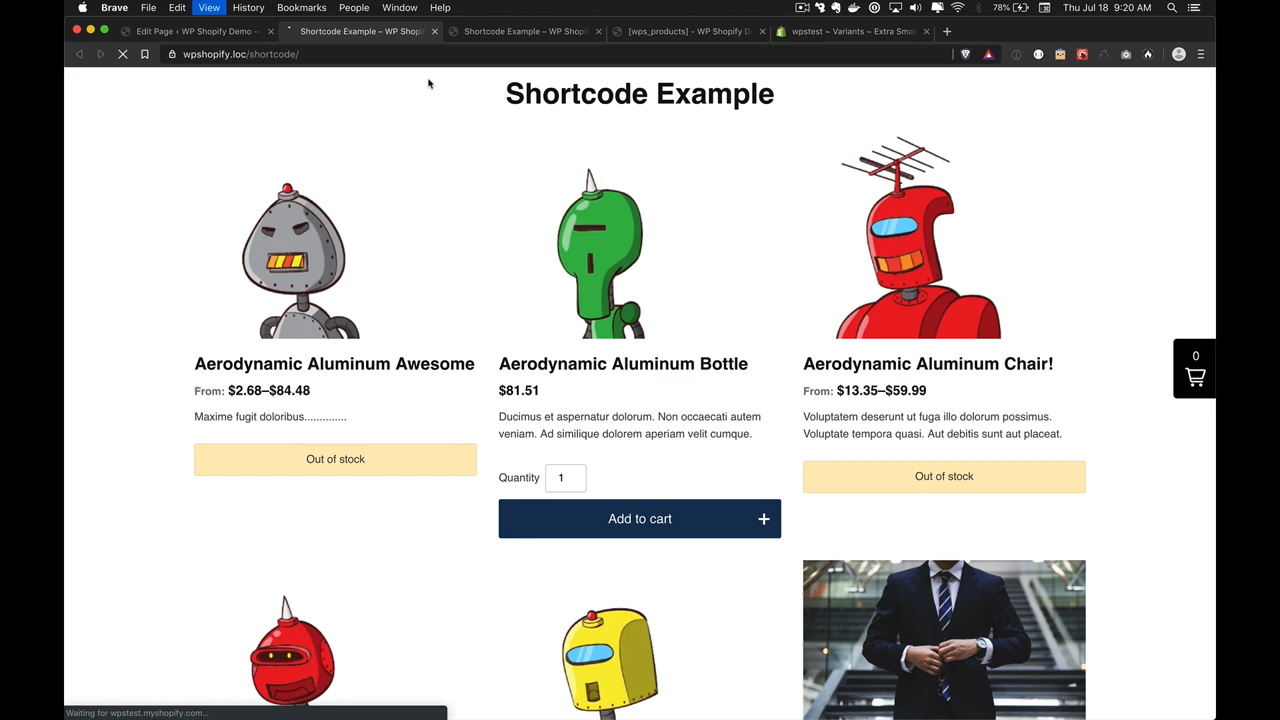 Brave File Edit View History Bookmarks People Window Help 78% Thu Jul 18 9:20 AM
Edit Page ‹ WP Shopify Demo — Shortcode Example – WP Shopif Shortcode Example – WP Shopif [wps_products] - WP Shopify D wpstest ~ Variants ~ Extra Smal
wpshopify.loc/shortcode/
Shortcode Example
Aerodynamic Aluminum Awesome
From: $2.68–$84.48
Maxime fugit doloribus.............
Out of stock
Aerodynamic Aluminum Bottle
$81.51
Ducimus et aspernatur dolorum. Non occaecati autem
veniam. Ad similique dolorem aperiam velit cumque.
Quantity 1
Add to cart +
Aerodynamic Aluminum Chair!
From: $13.35–$59.99
Voluptatem deserunt ut fuga illo dolorum possimus.
Voluptate tempora quasi. Aut debitis sunt aut placeat.
Out of stock
0
Waiting for wpstest.myshopify.com...